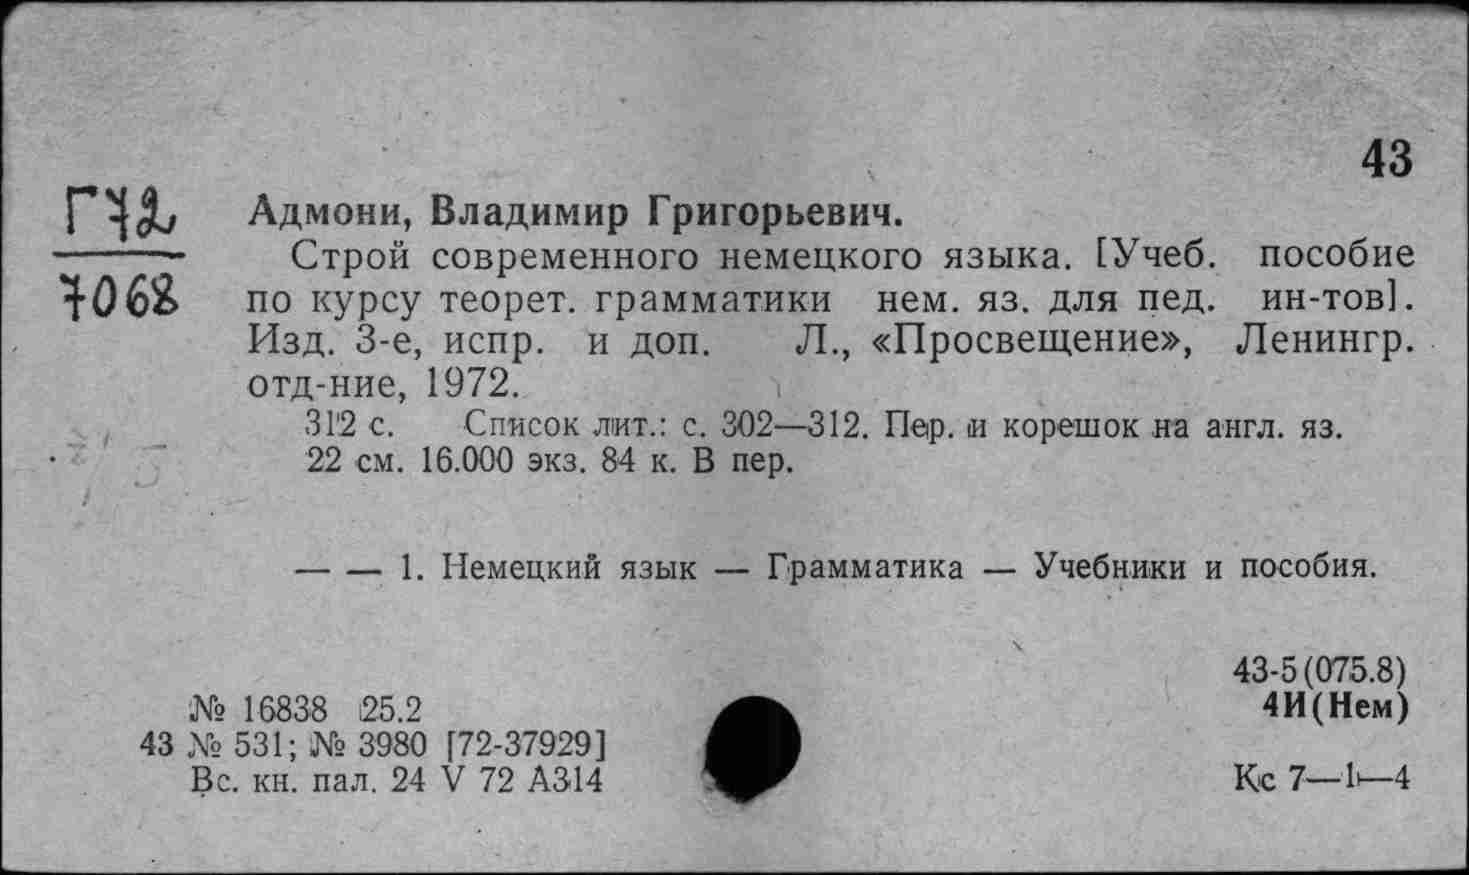 43
Адмони, Владимир Григорьевич.
Строй современного немецкого языка. [Учеб. пособие
7068
по курсу теорет. грамматики нем. яз. для пед. ин-тов].
Изд. 3-е, испр. и доп. Л., «Просвещение», Ленингр.
отд-ние, 1972.
312 с. Список лит.: с. 302—312. Пер. и корешок на англ. яз.
22 см. 16.000 экз. 84 к. В пер.
— — 1. Немецкий язык — Грамматика — Учебники и пособия.
43-5(075.8)
№ 16838 25.2
4И(Нем)
43 № 531; № 3980 [72-37929]
Вс. кн. пал. 24 V 72 А314
Кс 7—1—4